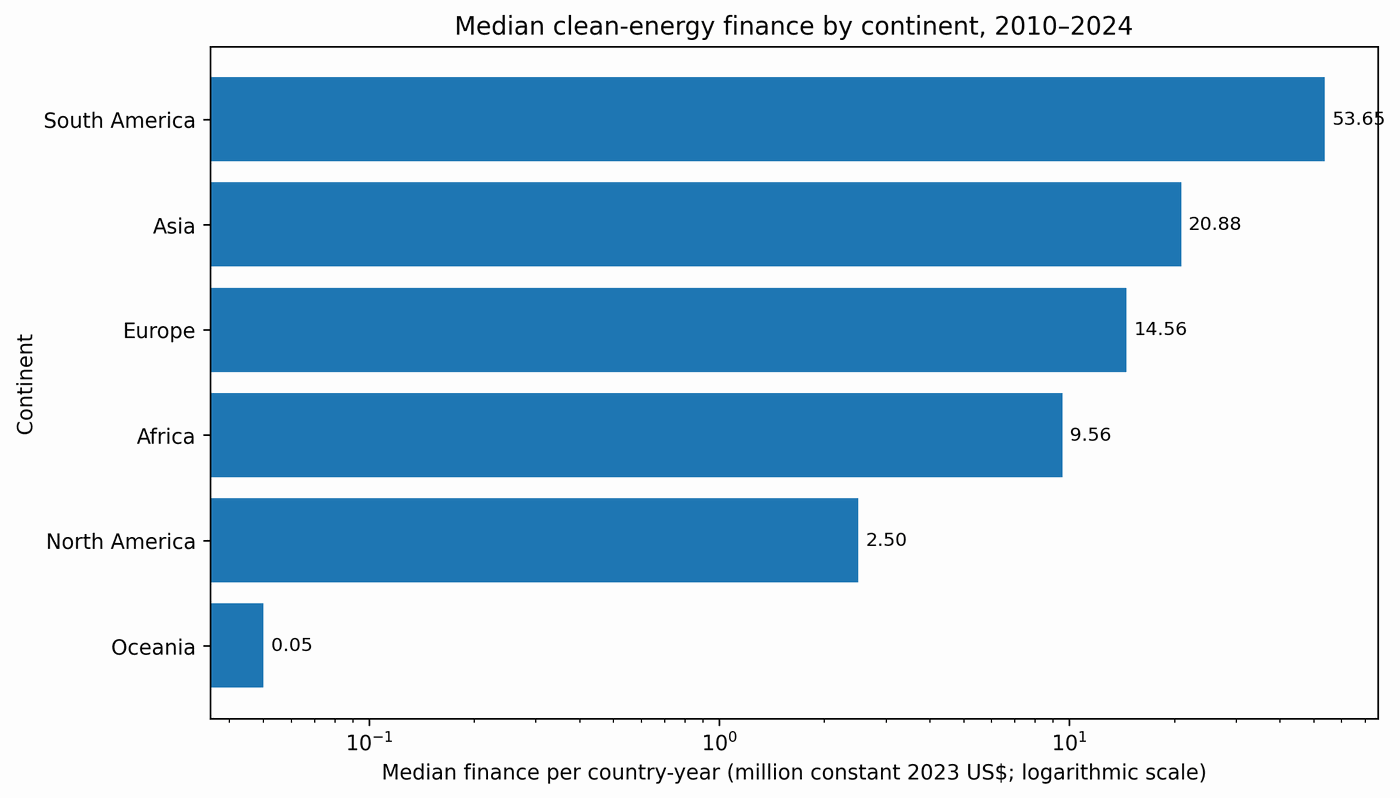 Median clean-energy finance by continent, 2010–2024
Continent
South America
53.65
Asia
20.88
Europe
14.56
Africa
9.56
North America
2.50
Oceania
0.05
10⁻¹
10⁰
10¹
Median finance per country-year (million constant 2023 US$; logarithmic scale)